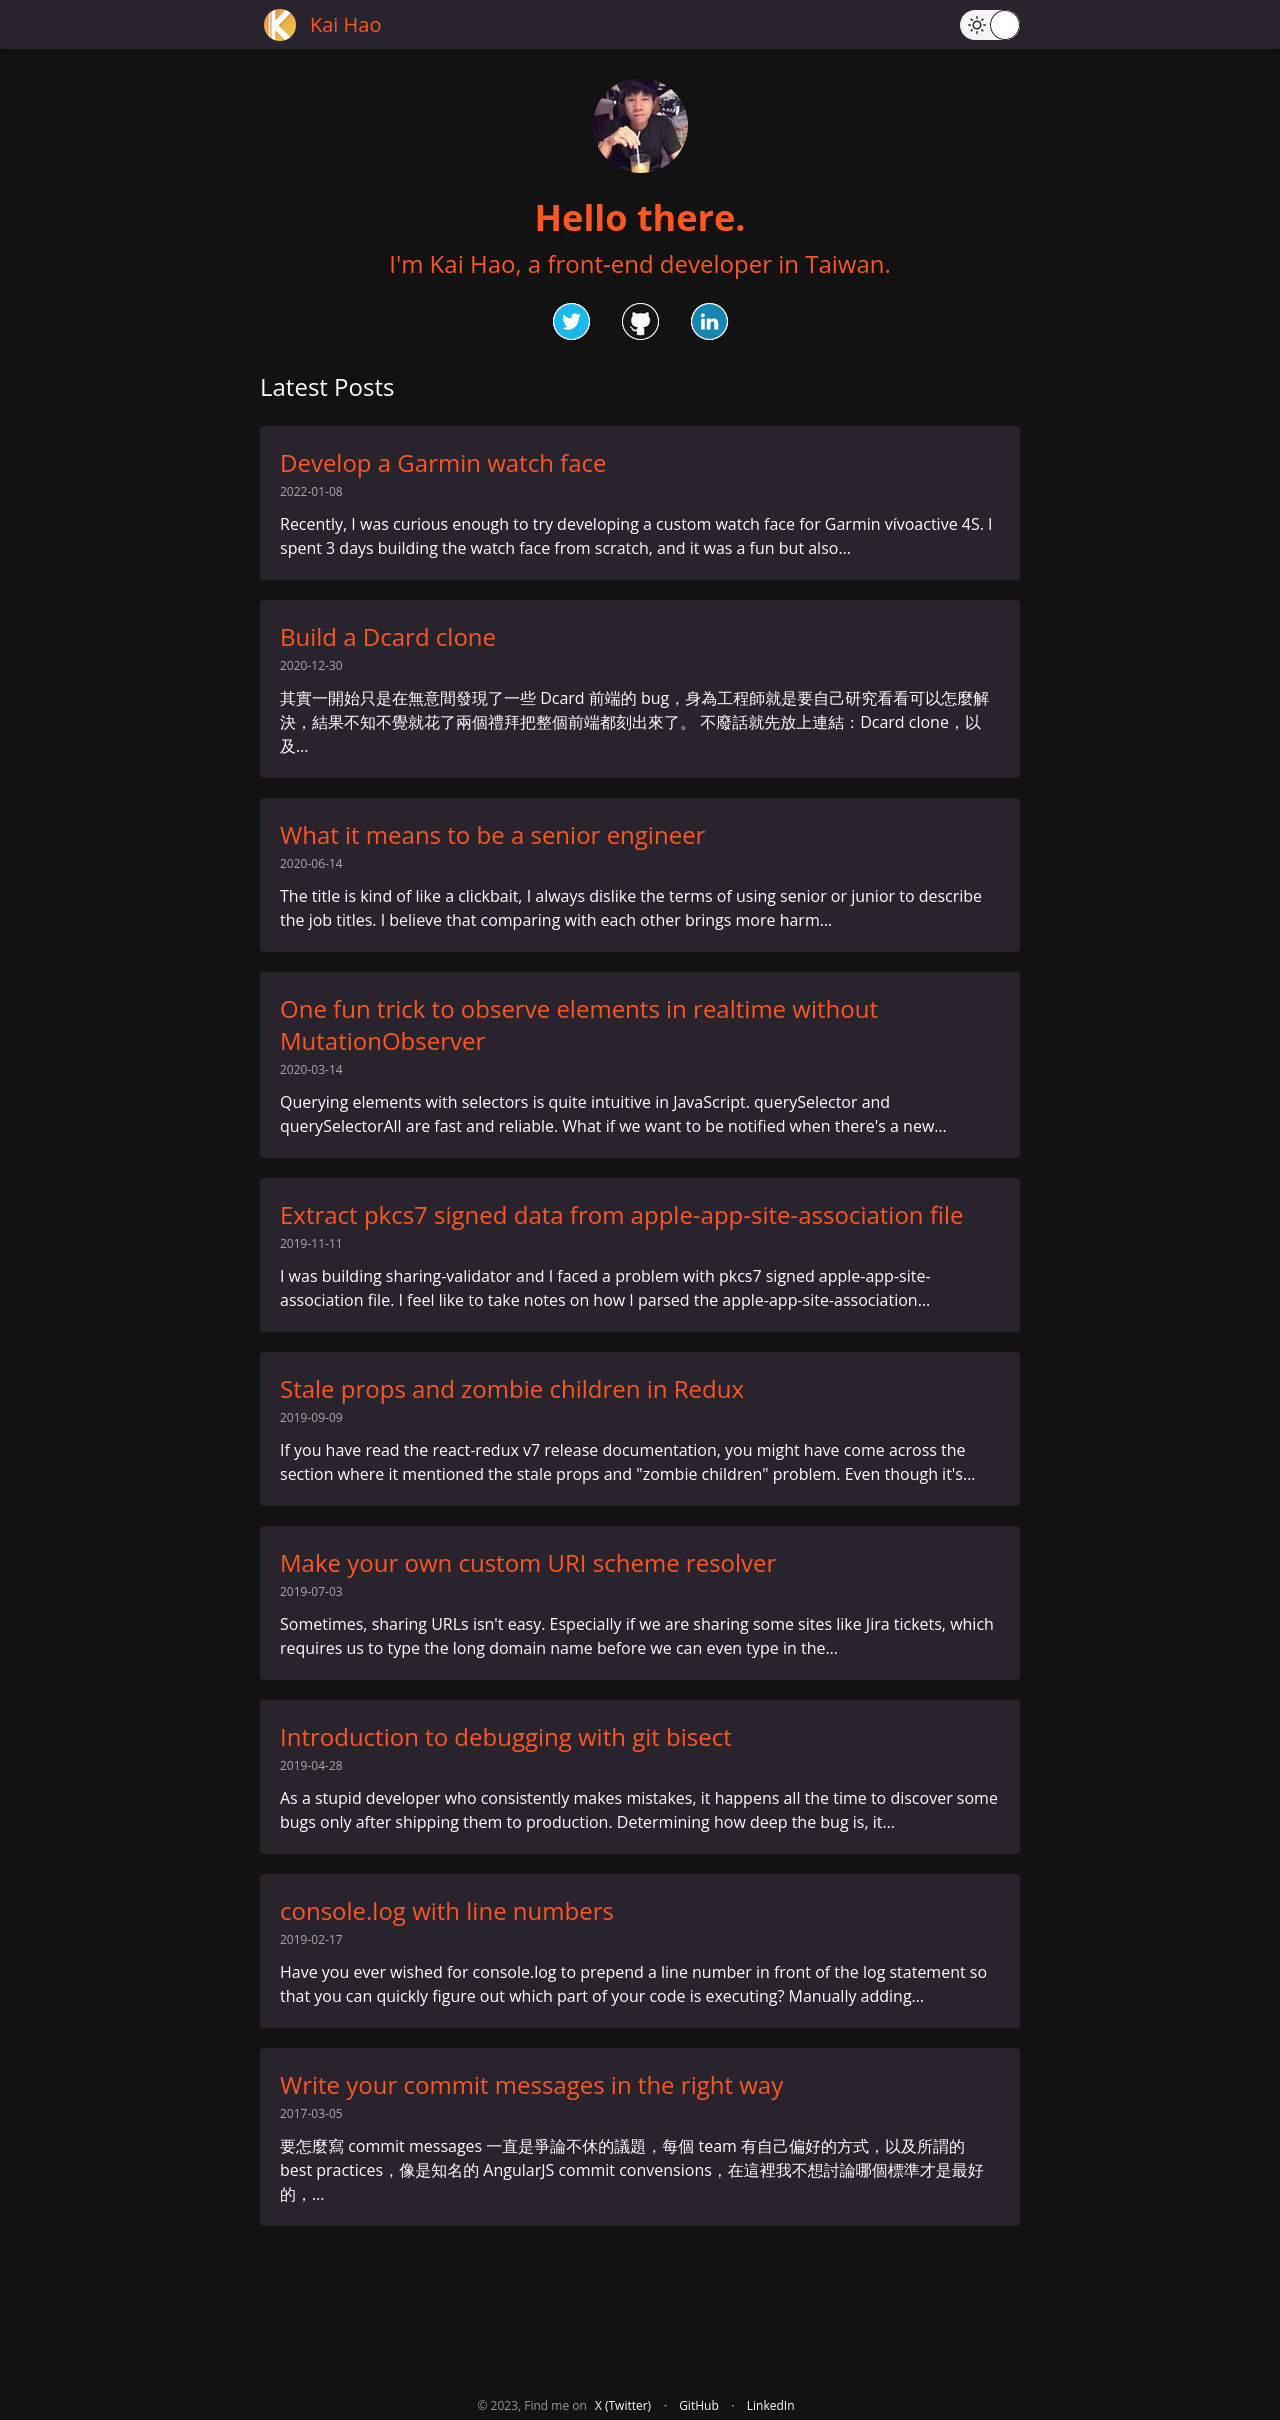 Kai Hao
Hello there.
I'm Kai Hao, a front-end developer in Taiwan.
Latest Posts
Develop a Garmin watch face
2022-01-08
Recently, I was curious enough to try developing a custom watch face for Garmin vívoactive 4S. I
spent 3 days building the watch face from scratch, and it was a fun but also...
Build a Dcard clone
2020-12-30
其實一開始只是在無意間發現了一些 Dcard 前端的 bug，身為工程師就是要自己研究看看可以怎麼解
決，結果不知不覺就花了兩個禮拜把整個前端都刻出來了。 不廢話就先放上連結：Dcard clone，以
及...
What it means to be a senior engineer
2020-06-14
The title is kind of like a clickbait, I always dislike the terms of using senior or junior to describe
the job titles. I believe that comparing with each other brings more harm...
One fun trick to observe elements in realtime without
MutationObserver
2020-03-14
Querying elements with selectors is quite intuitive in JavaScript. querySelector and
querySelectorAll are fast and reliable. What if we want to be notified when there's a new...
Extract pkcs7 signed data from apple-app-site-association file
2019-11-11
I was building sharing-validator and I faced a problem with pkcs7 signed apple-app-site-
association file. I feel like to take notes on how I parsed the apple-app-site-association...
Stale props and zombie children in Redux
2019-09-09
If you have read the react-redux v7 release documentation, you might have come across the
section where it mentioned the stale props and "zombie children" problem. Even though it's...
Make your own custom URI scheme resolver
2019-07-03
Sometimes, sharing URLs isn't easy. Especially if we are sharing some sites like Jira tickets, which
requires us to type the long domain name before we can even type in the...
Introduction to debugging with git bisect
2019-04-28
As a stupid developer who consistently makes mistakes, it happens all the time to discover some
bugs only after shipping them to production. Determining how deep the bug is, it...
console.log with line numbers
2019-02-17
Have you ever wished for console.log to prepend a line number in front of the log statement so
that you can quickly figure out which part of your code is executing? Manually adding...
Write your commit messages in the right way
2017-03-05
要怎麼寫 commit messages 一直是爭論不休的議題，每個 team 有自己偏好的方式，以及所謂的
best practices，像是知名的 AngularJS commit convensions，在這裡我不想討論哪個標準才是最好
的，...
© 2023, Find me on X (Twitter) · GitHub · LinkedIn